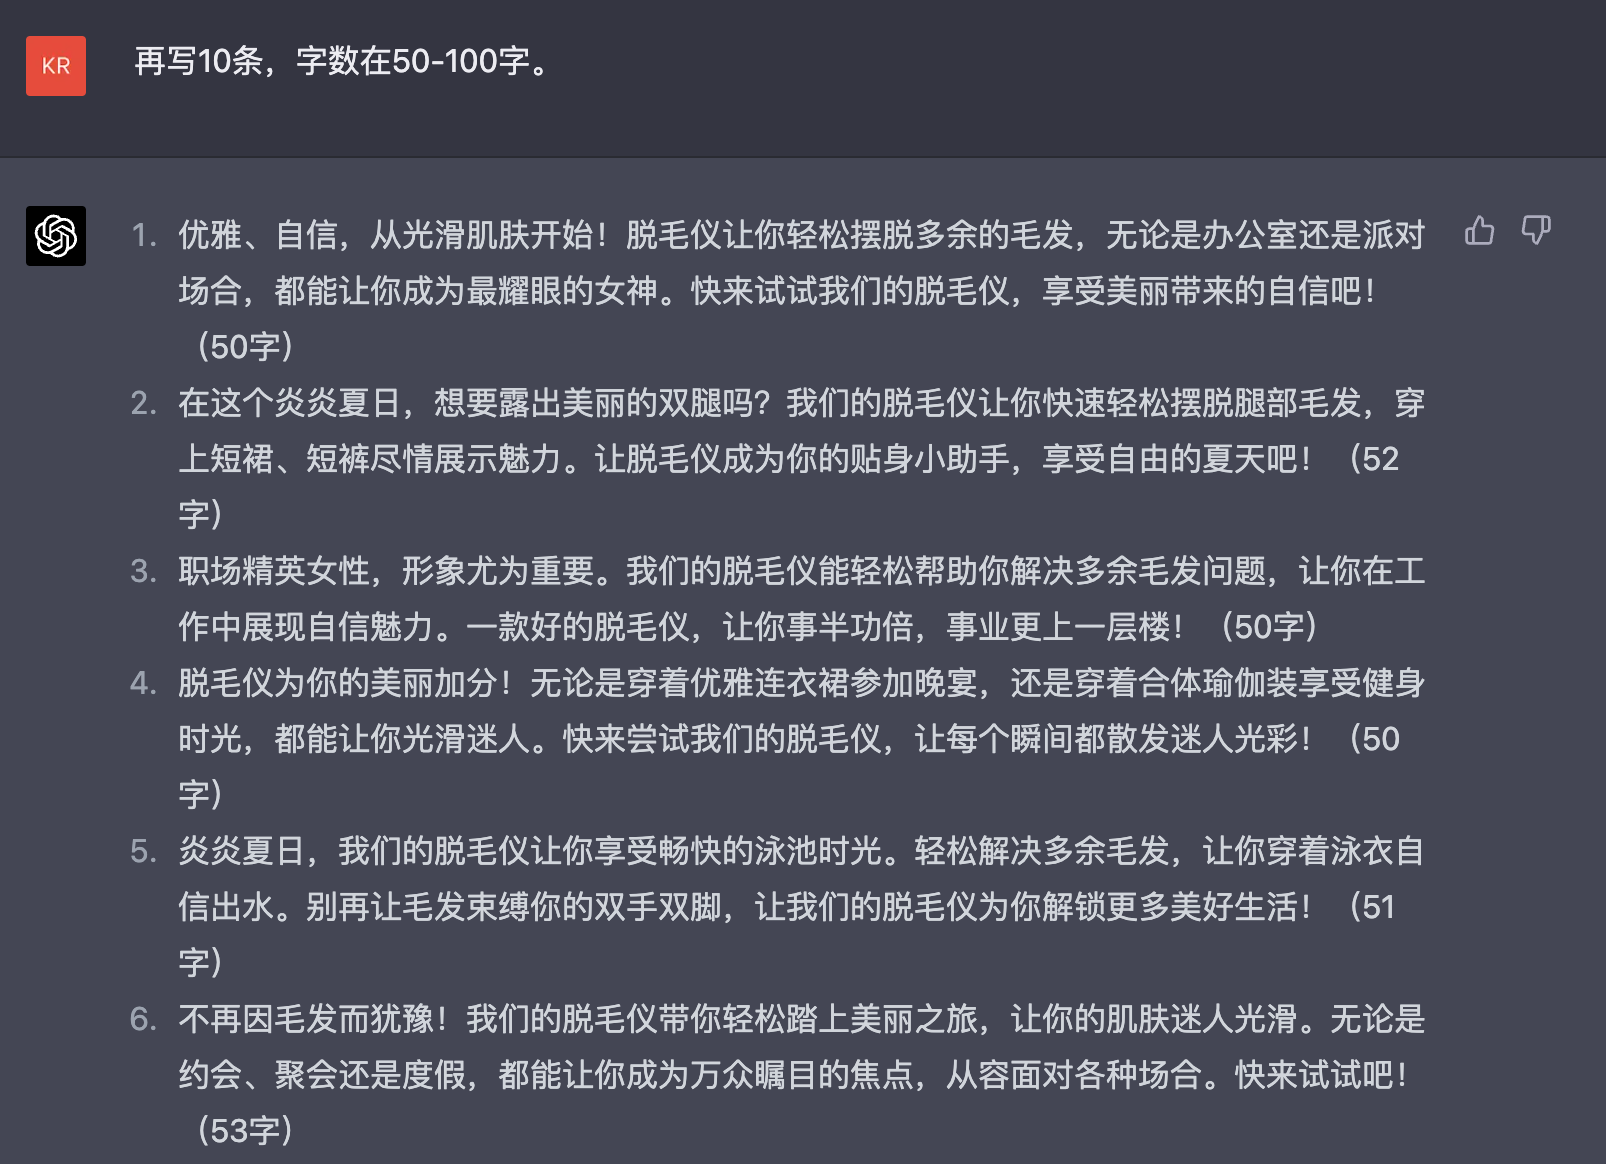 KR
再写10条，字数在50-100字。
1. 优雅、自信，从光滑肌肤开始！脱毛仪让你轻松摆脱多余的毛发，无论是办公室还是派对
场合，都能让你成为最耀眼的女神。快来试试我们的脱毛仪，享受美丽带来的自信吧！
（50字）
2. 在这个炎炎夏日，想要露出美丽的双腿吗？我们的脱毛仪让你快速轻松摆脱腿部毛发，穿
上短裙、短裤尽情展示魅力。让脱毛仪成为你的贴身小助手，享受自由的夏天吧！（52
字）
3. 职场精英女性，形象尤为重要。我们的脱毛仪能轻松帮助你解决多余毛发问题，让你在工
作中展现自信魅力。一款好的脱毛仪，让你事半功倍，事业更上一层楼！（50字）
4. 脱毛仪为你的美丽加分！无论是穿着优雅连衣裙参加晚宴，还是穿着合体瑜伽装享受健身
时光，都能让你光滑迷人。快来尝试我们的脱毛仪，让每个瞬间都散发迷人光彩！（50
字）
5. 炎炎夏日，我们的脱毛仪让你享受畅快的泳池时光。轻松解决多余毛发，让你穿着泳衣自
信出水。别再让毛发束缚你的双手双脚，让我们的脱毛仪为你解锁更多美好生活！（51
字）
6. 不再因毛发而犹豫！我们的脱毛仪带你轻松踏上美丽之旅，让你的肌肤迷人光滑。无论是
约会、聚会还是度假，都能让你成为万众瞩目的焦点，从容面对各种场合。快来试试吧！
（53字）